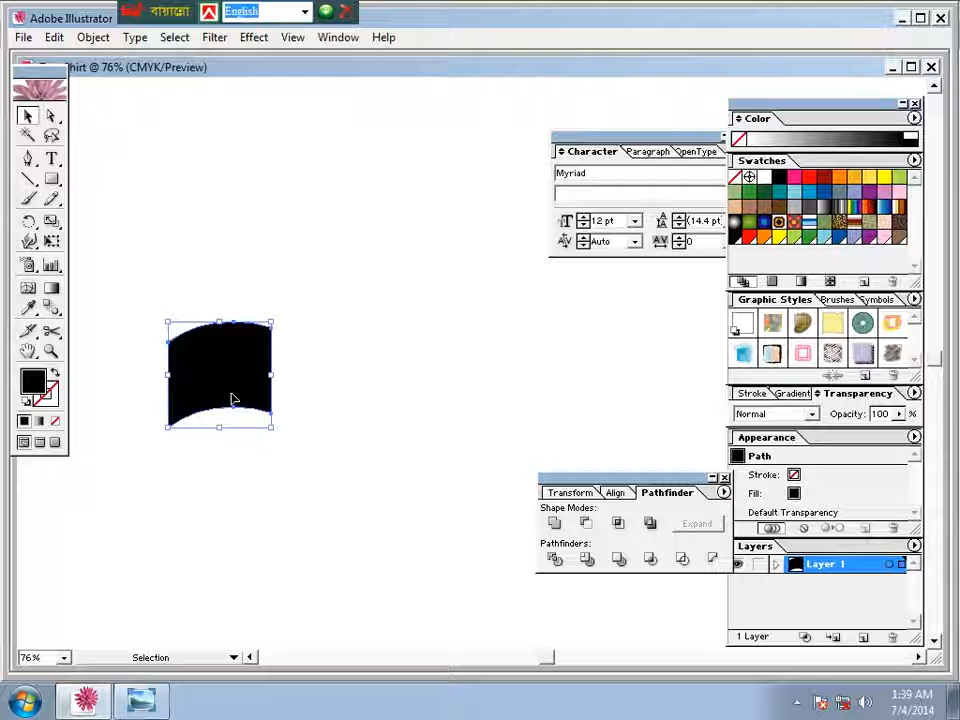 Adobe Illustrator
বায়ান্নো
English
File Edit Object Type Select Filter Effect View Window Help
Shirt @ 76% (CMYK/Preview)
Color
Character Paragraph OpenType
Swatches
Myriad
12 pt
(14.4 pt
Auto
0
Graphic Styles Brushes Symbols
Stroke Gradient Transparency
Normal Opacity: 100
Appearance
Path
Stroke:
Fill:
Default Transparency
Transform Align Pathfinder
Shape Modes:
Expand
Pathfinders:
Layers
Layer 1
1 Layer
76% Selection
1:39 AM
7/4/2014